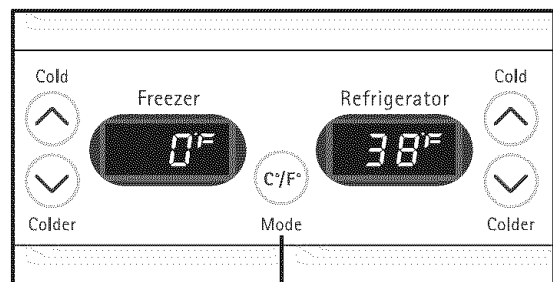 Cold
Freezer
Refrigerator
Cold
0°F
38°F
C°/F°
Colder
Mode
Colder